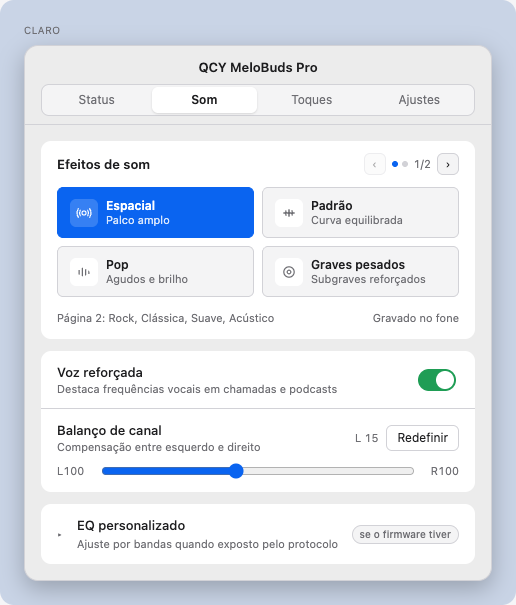 CLARO
QCY MeloBuds Pro
Status
Som
Toques
Ajustes
Efeitos de som
‹
1/2
›
Espacial
Palco amplo
Padrão
Curva equilibrada
Pop
Agudos e brilho
Graves pesados
Subgraves reforçados
Página 2: Rock, Clássica, Suave, Acústico
Gravado no fone
Voz reforçada
Destaca frequências vocais em chamadas e podcasts
Balanço de canal
Compensação entre esquerdo e direito
L 15
Redefinir
L100
R100
EQ personalizado
Ajuste por bandas quando exposto pelo protocolo
se o firmware tiver